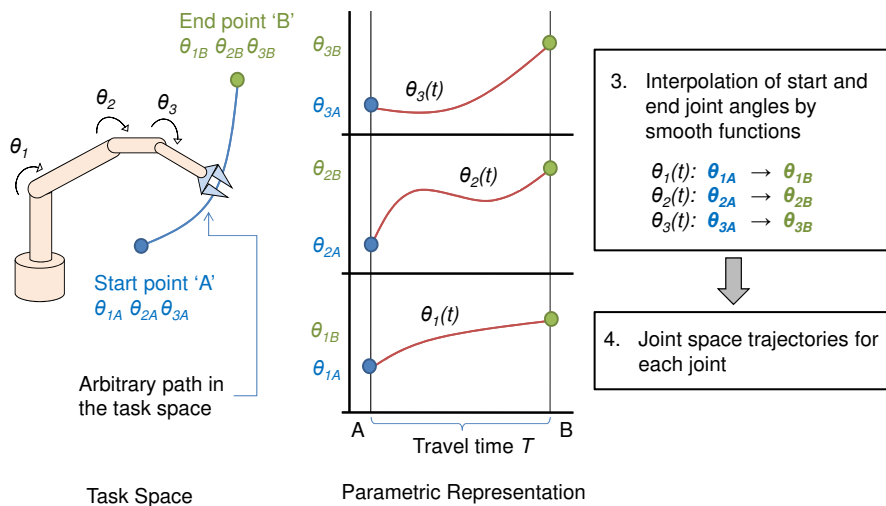 End point ‘B’
θ1B θ2B θ3B
θ1
θ2
θ3
Start point ‘A’
θ1A θ2A θ3A
Arbitrary path in
the task space
Task Space
θ3B
θ3A
θ3(t)
θ2B
θ2A
θ2(t)
θ1B
θ1A
θ1(t)
A
B
Travel time T
Parametric Representation
3. Interpolation of start and
end joint angles by
smooth functions
θ1(t): θ1A → θ1B
θ2(t): θ2A → θ2B
θ3(t): θ3A → θ3B
4. Joint space trajectories for
each joint